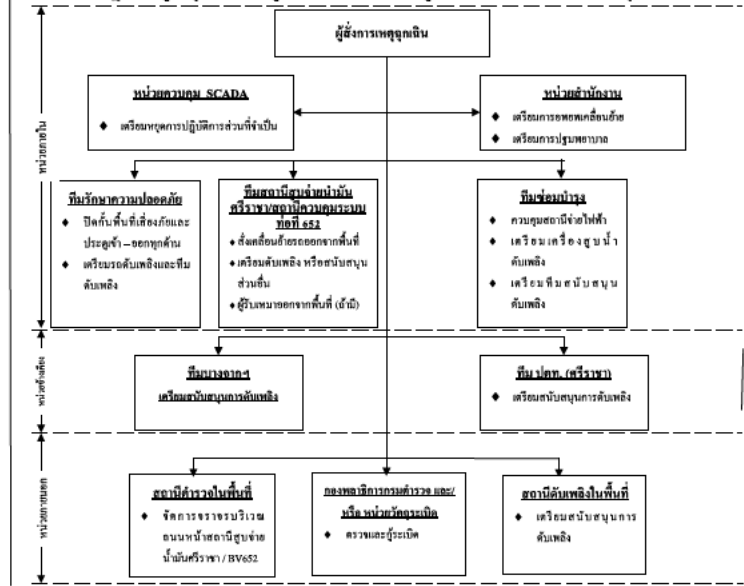 ผู้สั่งการเหตุฉุกเฉิน
หน่วยควบคุม SCADA
♦ เตรียมหยุดการปฏิบัติการส่วนที่จำเป็น
หน่วยสำนักงาน
♦ เตรียมการอพยพเคลื่อนย้าย
♦ เตรียมการปฐมพยาบาล
หน่วยภายใน
ทีมรักษาความปลอดภัย
♦ ปิดกั้นพื้นที่เสี่ยงภัยและ
ประตูเข้า – ออกทุกด้าน
♦ เตรียมรถดับเพลิงและทีม
ดับเพลิง
ทีมสถานีสูบจ่ายน้ำมัน
ศรีราชา/สถานีควบคุมระบบ
ท่อที่ 652
♦ สั่งเคลื่อนย้ายรถออกจากพื้นที่
♦ เตรียมดับเพลิง หรือสนับสนุน
ส่วนอื่น
♦ ผู้รับเหมาออกจากพื้นที่ (ถ้ามี)
ทีมซ่อมบำรุง
♦ ควบคุมสถานีจ่ายไฟฟ้า
♦ เตรียมเครื่องสูบน้ำ
ดับเพลิง
♦ เตรียมทีมสนับสนุน
ดับเพลิง
หน่วยข้างเคียง
ทีมบางจากฯ
เตรียมสนับสนุนการดับเพลิง
ทีม ปตท. (ศรีราชา)
♦ เตรียมสนับสนุนการดับเพลิง
หน่วยภายนอก
สถานีตำรวจในพื้นที่
♦ จัดการจราจรบริเวณ
ถนนหน้าสถานีสูบจ่าย
น้ำมันศรีราชา / BV652
กองพลาธิการกรมตำรวจ และ/
หรือ หน่วยวัตถุระเบิด
♦ ตรวจและกู้ระเบิด
สถานีดับเพลิงในพื้นที่
♦ เตรียมสนับสนุนการ
ดับเพลิง